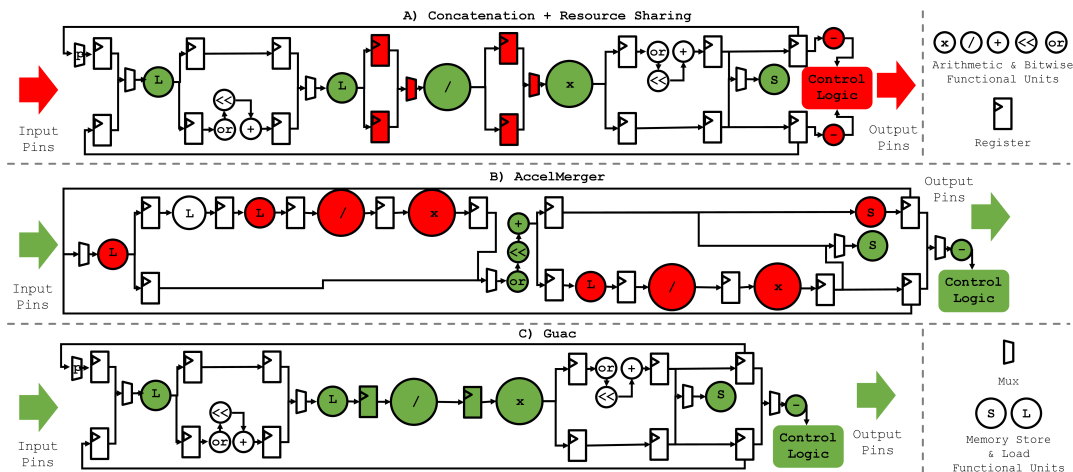 A) Concatenation + Resource Sharing
p
L
<<
or
+
L
/
x
or
+
<<
S
-
Control
Logic
-
Input
Pins
Output
Pins
x / + << or
Arithmetic & Bitwise
Functional Units
Register
B) AccelMerger
L
L
L
/
x
+
<<
or
L
/
x
S
S
-
Control
Logic
Input
Pins
Output
Pins
C) Guac
p
L
<<
or
+
L
/
x
or
+
<<
S
-
Control
Logic
Input
Pins
Output
Pins
Mux
S L
Memory Store
& Load
Functional Units